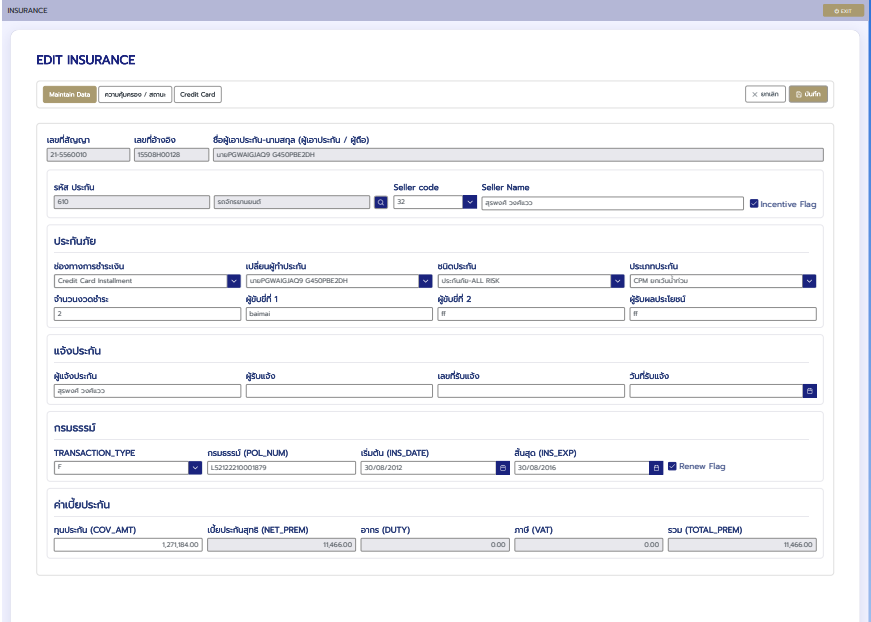 INSURANCE
EXIT
EDIT INSURANCE
Maintain Data ความคุ้มครอง / สถานะ Credit Card ยกเลิก บันทึก
เลขที่สัญญา เลขที่อ้างอิง ชื่อผู้เอาประกัน-นามสกุล (ผู้เอาประกัน / ผู้ถือ)
21-5560010 15508H00128 นายPGWAIGJAQ9 G450PBE2DH
รหัส ประกัน Seller code Seller Name
610 รถจักรยานยนต์ 32 สุรพงศ์ วงศ์แวว Incentive Flag
ประกันภัย
ช่องทางการชำระเงิน เปลี่ยนผู้ทำประกัน ชนิดประกัน ประเภทประกัน
Credit Card Installment นายPGWAIGJAQ9 G450PBE2DH ประกันภัย-ALL RISK CPM ยกเว้นน้ำท่วม
จำนวนงวดชำระ ผู้ขับขี่ที่ 1 ผู้ขับขี่ที่ 2 ผู้รับผลประโยชน์
2 baimai ff ff
แจ้งประกัน
ผู้แจ้งประกัน ผู้รับแจ้ง เลขที่รับแจ้ง วันที่รับแจ้ง
สุรพงศ์ วงศ์แวว
กรมธรรม์
TRANSACTION_TYPE กรมธรรม์ (POL_NUM) เริ่มต้น (INS_DATE) สิ้นสุด (INS_EXP)
F LS2122210001879 30/08/2012 30/08/2016 Renew Flag
ค่าเบี้ยประกัน
ทุนประกัน (COV_AMT) เบี้ยประกันสุทธิ (NET_PREM) อากร (DUTY) ภาษี (VAT) รวม (TOTAL_PREM)
1,271,184.00 11,466.00 0.00 0.00 11,466.00